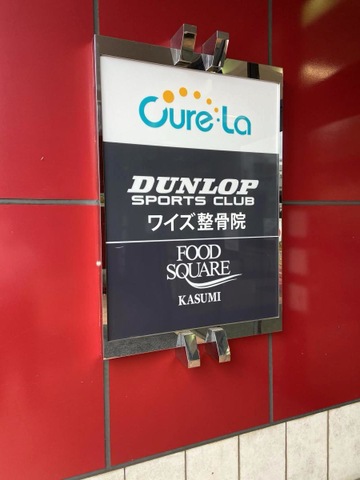 Cure・La
DUNLOP
SPORTS CLUB
ワイズ整骨院
FOOD
SQUARE
KASUMI